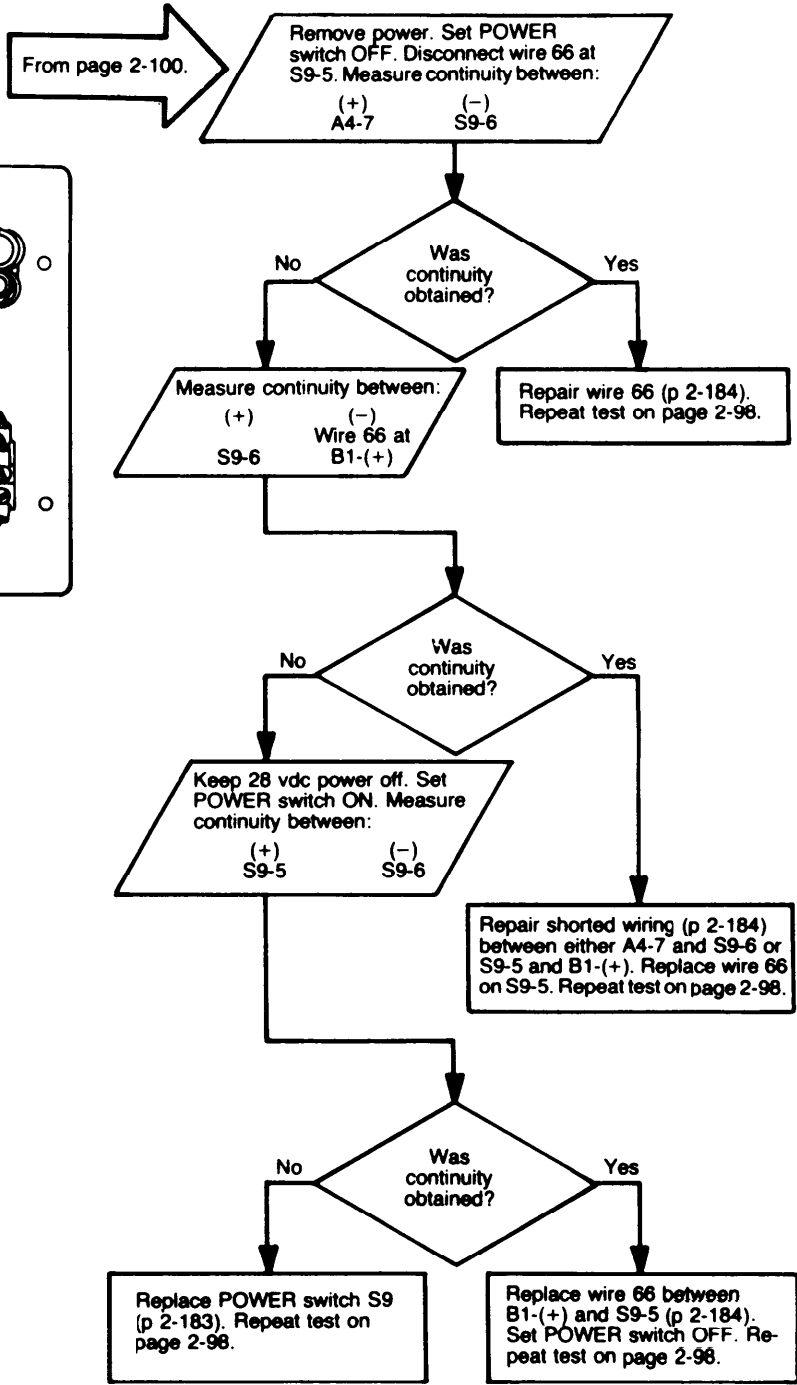 From page 2-100.
Remove power. Set POWER
switch OFF. Disconnect wire 66 at
S9-5. Measure continuity between:
(+) (−)
A4-7 S9-6
Was
continuity
obtained?
No
Yes
Measure continuity between:
(+) (−)
Wire 66 at
S9-6 B1-(+)
Repair wire 66 (p 2-184).
Repeat test on page 2-98.
Was
continuity
obtained?
No
Yes
Keep 28 vdc power off. Set
POWER switch ON. Measure
continuity between:
(+) (−)
S9-5 S9-6
Repair shorted wiring (p 2-184)
between either A4-7 and S9-6 or
S9-5 and B1-(+). Replace wire 66
on S9-5. Repeat test on page 2-98.
Was
continuity
obtained?
No
Yes
Replace POWER switch S9
(p 2-183). Repeat test on
page 2-98.
Replace wire 66 between
B1-(+) and S9-5 (p 2-184).
Set POWER switch OFF. Re-
peat test on page 2-98.